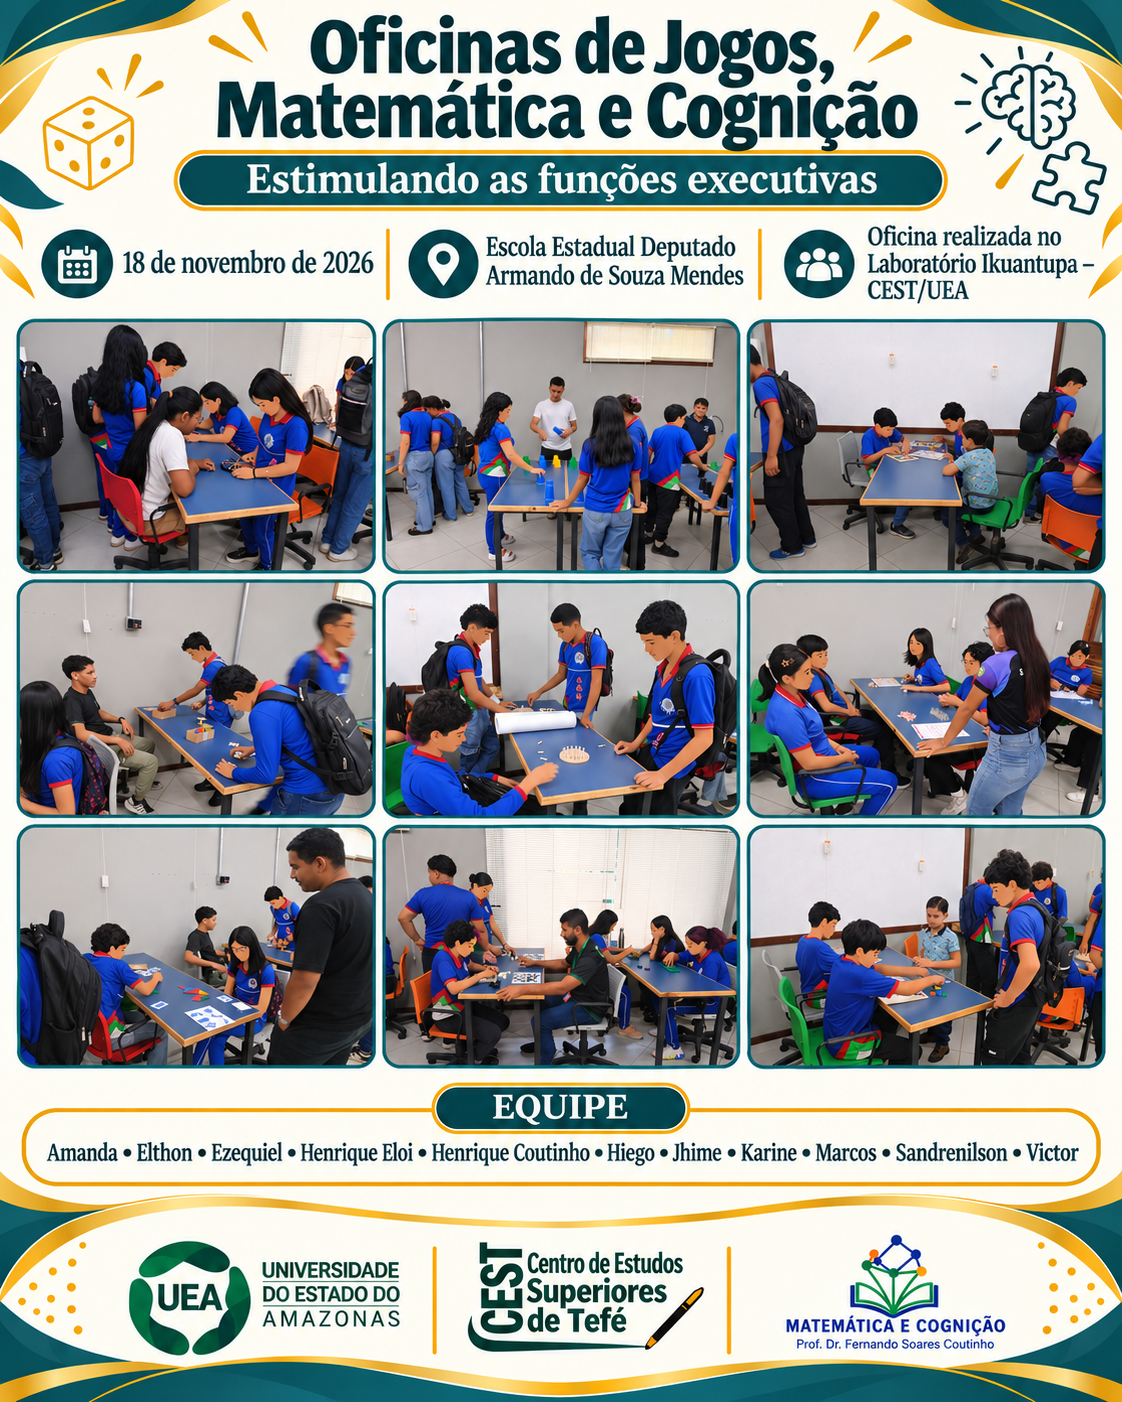 Oficinas de Jogos,
Matemática e Cognição
Estimulando as funções executivas
18 de novembro de 2026
Escola Estadual Deputado
Armando de Souza Mendes
Oficina realizada no
Laboratório Ikuantupa –
CEST/UEA
EQUIPE
Amanda • Elthon • Ezequiel • Henrique Eloi • Henrique Coutinho • Hiego • Jhime • Karine • Marcos • Sandrenilson • Victor
UEA
UNIVERSIDADE
DO ESTADO DO
AMAZONAS
CEST
Centro de Estudos
Superiores
de Tefé
MATEMÁTICA E COGNIÇÃO
Prof. Dr. Fernando Soares Coutinho